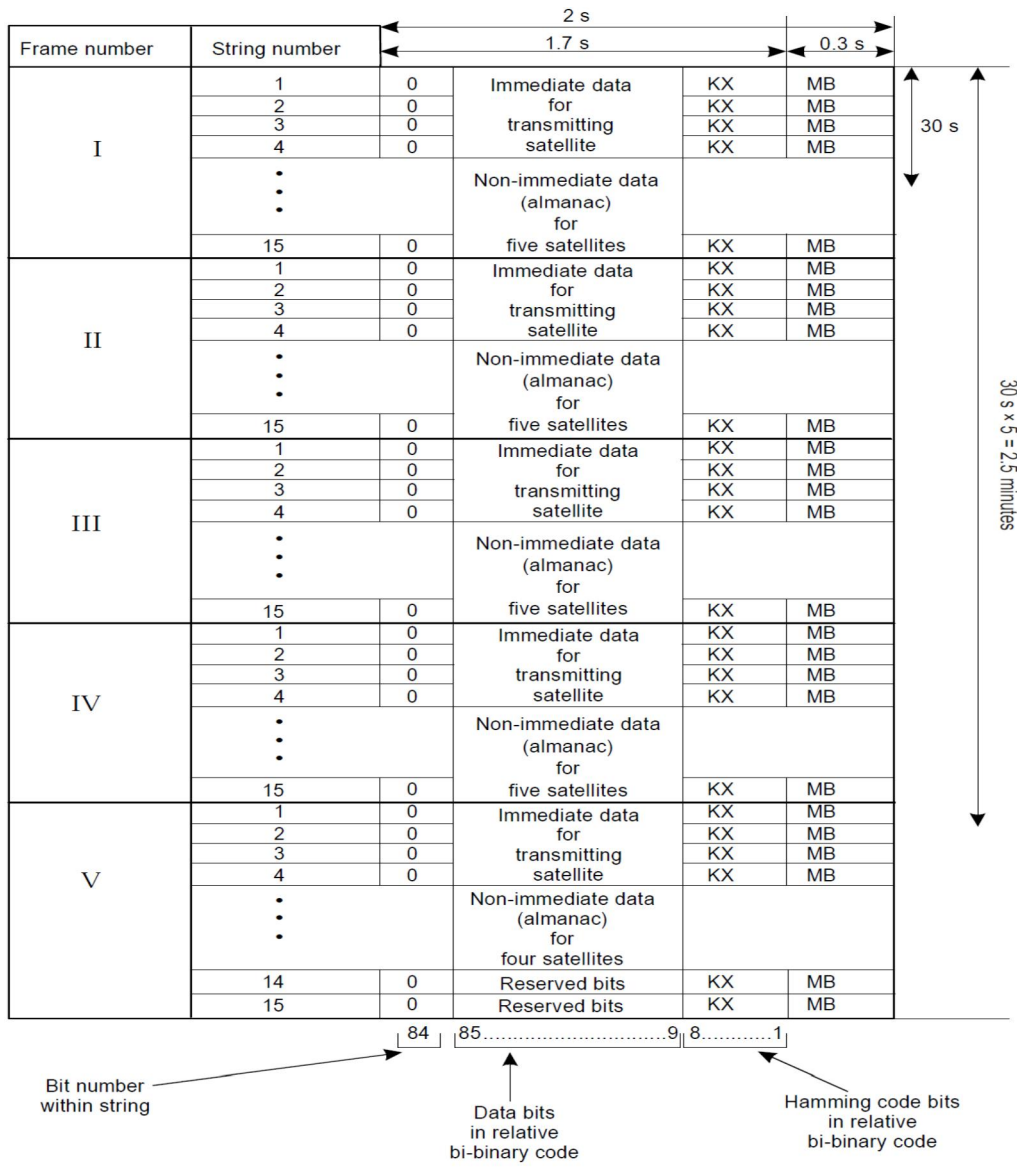 2 s
Frame number String number 1.7 s 0.3 s
1 0 Immediate data KX MB
2 0 for KX MB
3 0 transmitting KX MB 30 s
I 4 0 satellite KX MB
• Non-immediate data
• (almanac)
• for
15 0 five satellites KX MB
1 0 Immediate data KX MB
2 0 for KX MB
3 0 transmitting KX MB
II 4 0 satellite KX MB
• Non-immediate data
• (almanac)
• for
15 0 five satellites KX MB
30 s x 5 = 2.5 minutes
1 0 Immediate data KX MB
2 0 for KX MB
3 0 transmitting KX MB
III 4 0 satellite KX MB
• Non-immediate data
• (almanac)
• for
15 0 five satellites KX MB
1 0 Immediate data KX MB
2 0 for KX MB
3 0 transmitting KX MB
IV 4 0 satellite KX MB
• Non-immediate data
• (almanac)
• for
15 0 five satellites KX MB
1 0 Immediate data KX MB
2 0 for KX MB
3 0 transmitting KX MB
V 4 0 satellite KX MB
• Non-immediate data
• (almanac)
• for
four satellites
14 0 Reserved bits KX MB
15 0 Reserved bits KX MB
84 85..............................9 8............1
Bit number
within string
Data bits
in relative
bi-binary code
Hamming code bits
in relative
bi-binary code